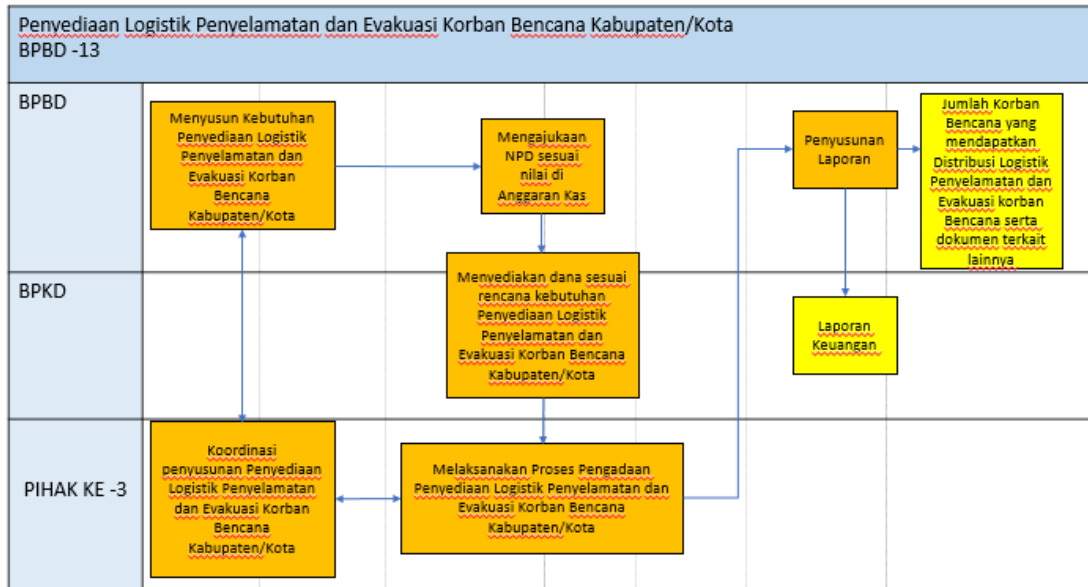 Penyediaan Logistik Penyelamatan dan Evakuasi Korban Bencana Kabupaten/Kota
BPBD -13
BPBD
Menyusun Kebutuhan
Penyediaan Logistik
Penyelamatan dan
Evakuasi Korban
Bencana
Kabupaten/Kota
Mengajukaan
NPD sesuai
nilai di
Anggaran Kas
Penyusunan
Laporan
Jumlah Korban
Bencana yang
mendapatkan
Distribusi Logistik
Penyelamatan dan
Evakuasi korban
Bencana serta
dokumen terkait
lainnya
BPKD
Menyediakan dana sesuai
rencana kebutuhan
Penyediaan Logistik
Penyelamatan dan
Evakuasi Korban Bencana
Kabupaten/Kota
Laporan
Keuangan
PIHAK KE -3
Koordinasi
penyusunan Penyediaan
Logistik Penyelamatan
dan Evakuasi Korban
Bencana
Kabupaten/Kota
Melaksanakan Proses Pengadaan
Penyediaan Logistik Penyelamatan dan
Evakuasi Korban Bencana
Kabupaten/Kota